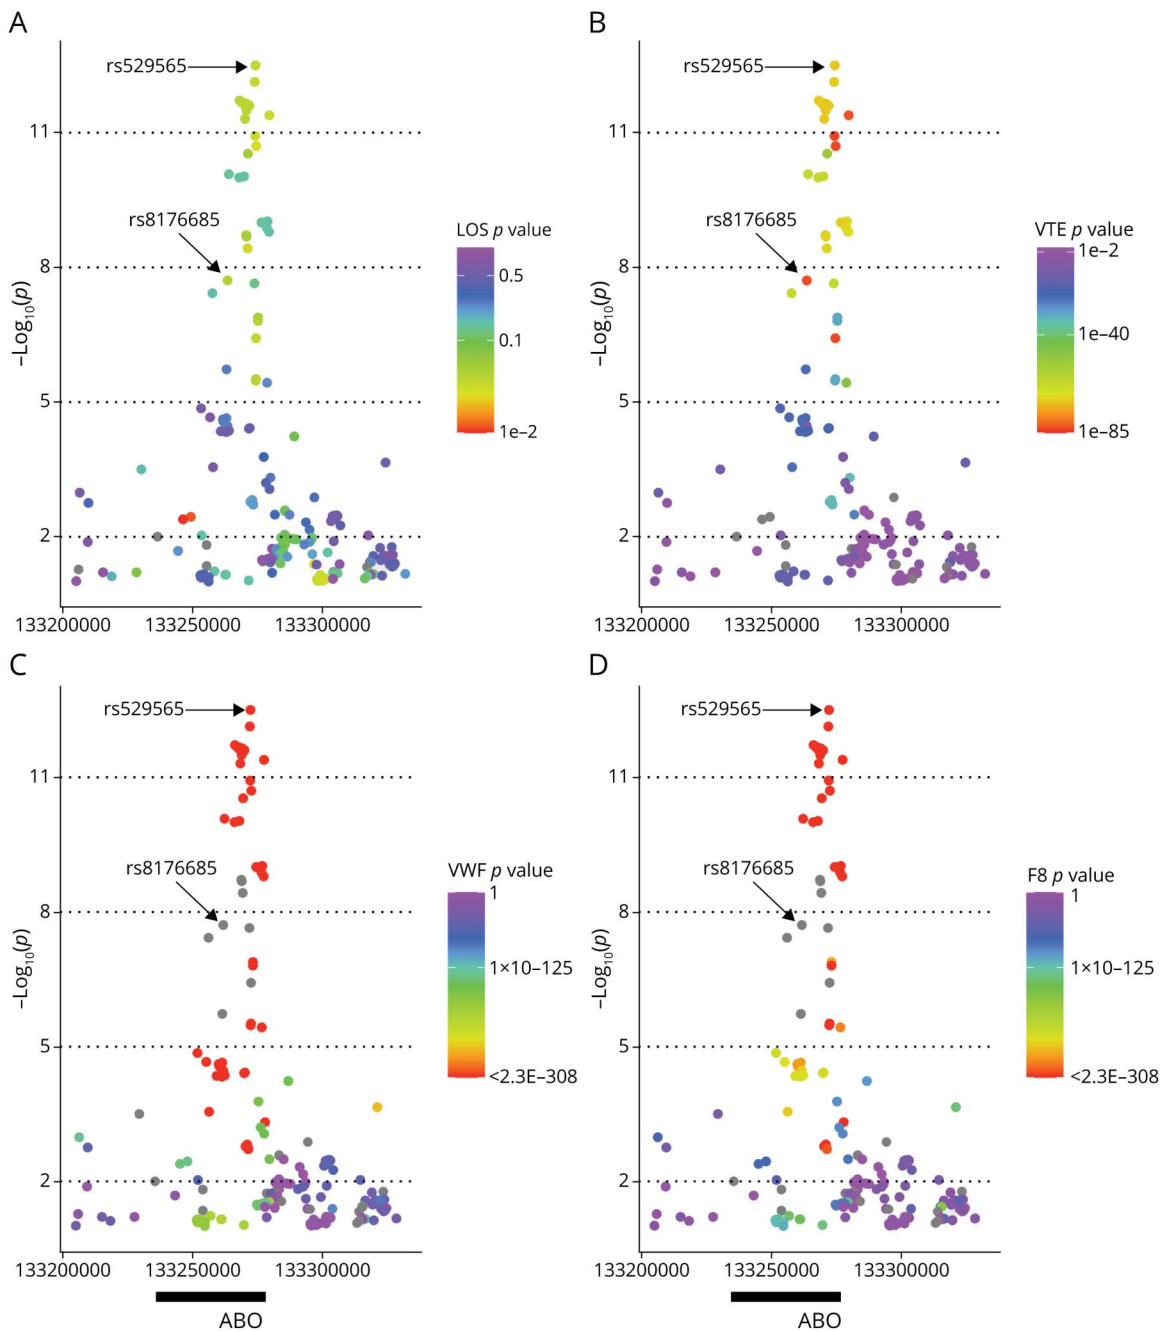 A
rs529565
11
rs8176685
8
5
2
−Log10(p)
133200000 133250000 133300000
LOS p value
0.5
0.1
1e–2
B
rs529565
11
rs8176685
8
5
2
−Log10(p)
133200000 133250000 133300000
VTE p value
1e–2
1e–40
1e–85
C
rs529565
11
rs8176685
8
5
2
−Log10(p)
133200000 133250000 133300000
ABO
VWF p value
1
1×10–125
<2.3E–308
D
rs529565
11
rs8176685
8
5
2
−Log10(p)
133200000 133250000 133300000
ABO
F8 p value
1
1×10–125
<2.3E–308